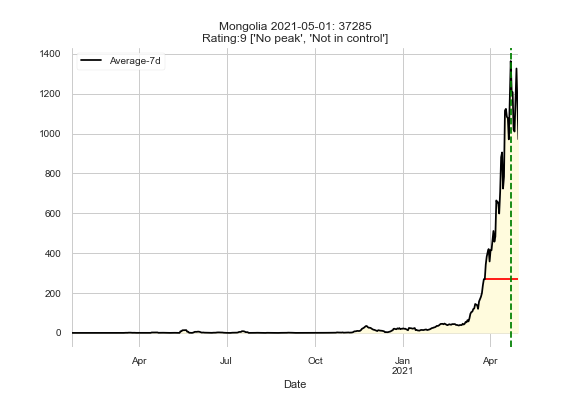 Mongolia 2021-05-01: 37285
Rating:9 ['No peak', 'Not in control']
Average-7d
1400
1200
1000
800
600
400
200
0
Apr
Jul
Oct
Jan
2021
Apr
Date